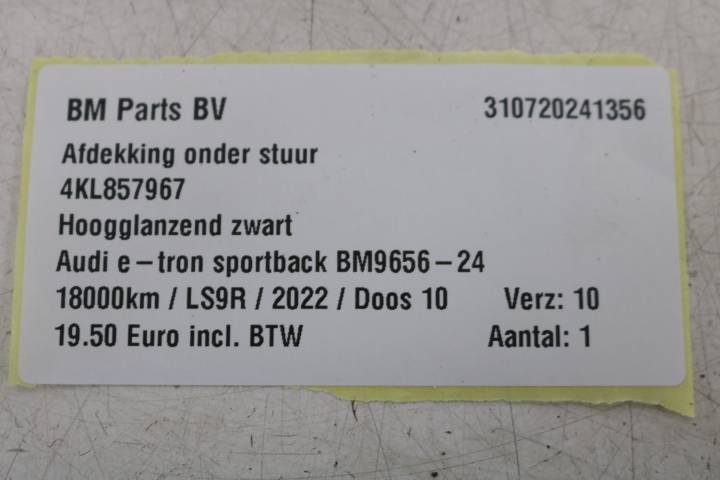 BM Parts BV 310720241356
Afdekking onder stuur
4KL857967
Hoogglanzend zwart
Audi e-tron sportback BM9656-24
18000km / LS9R / 2022 / Doos 10 Verz: 10
19.50 Euro incl. BTW Aantal: 1